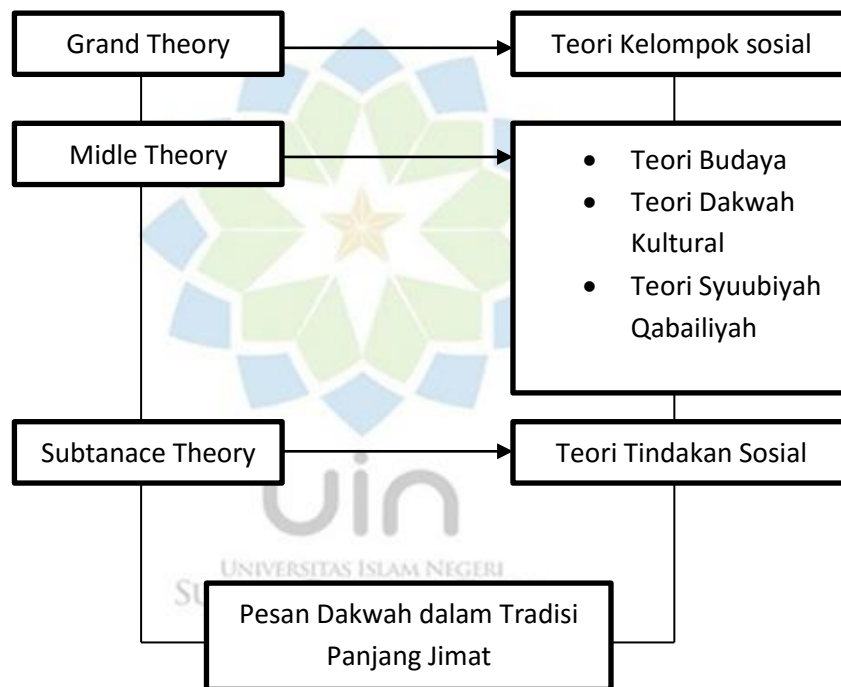 Grand Theory
Teori Kelompok sosial
Midle Theory
• Teori Budaya
• Teori Dakwah
Kultural
• Teori Syuubiyah
Qabailiyah
Subtanace Theory
Teori Tindakan Sosial
uin
UNIVERSITAS ISLAM NEGERI
Pesan Dakwah dalam Tradisi
Panjang Jimat